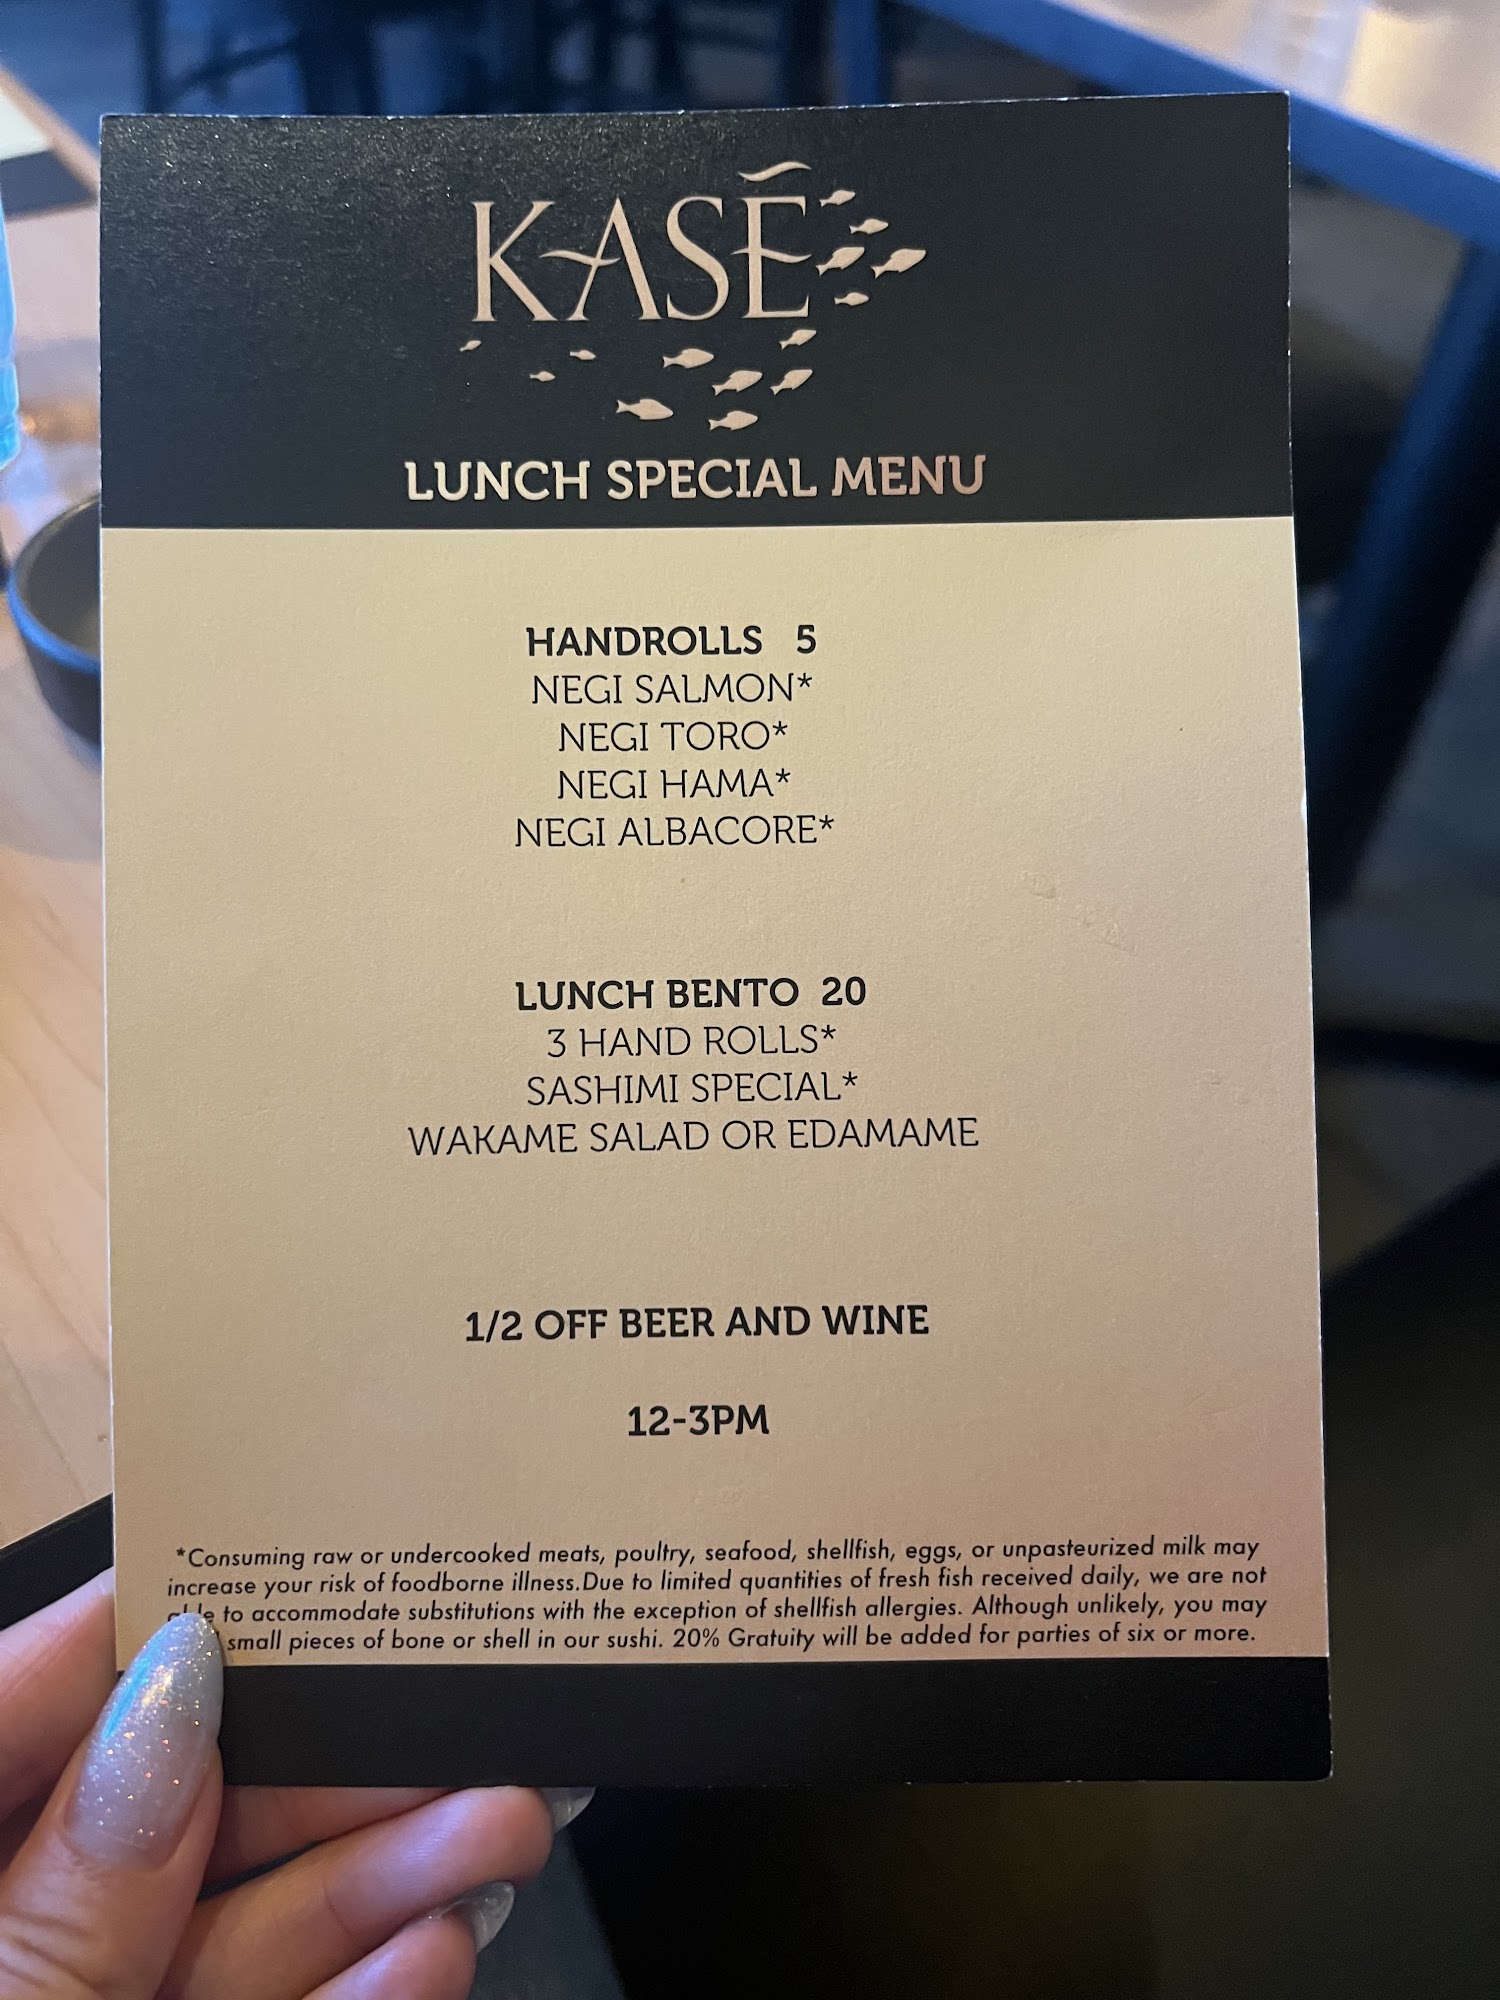 KASĒ
LUNCH SPECIAL MENU
HANDROLLS 5
NEGI SALMON*
NEGI TORO*
NEGI HAMA*
NEGI ALBACORE*
LUNCH BENTO 20
3 HAND ROLLS*
SASHIMI SPECIAL*
WAKAME SALAD OR EDAMAME
1/2 OFF BEER AND WINE
12-3PM
*Consuming raw or undercooked meats, poultry, seafood, shellfish, eggs, or unpasteurized milk may
increase your risk of foodborne illness.Due to limited quantities of fresh fish received daily, we are not
able to accommodate substitutions with the exception of shellfish allergies. Although unlikely, you may
small pieces of bone or shell in our sushi. 20% Gratuity will be added for parties of six or more.